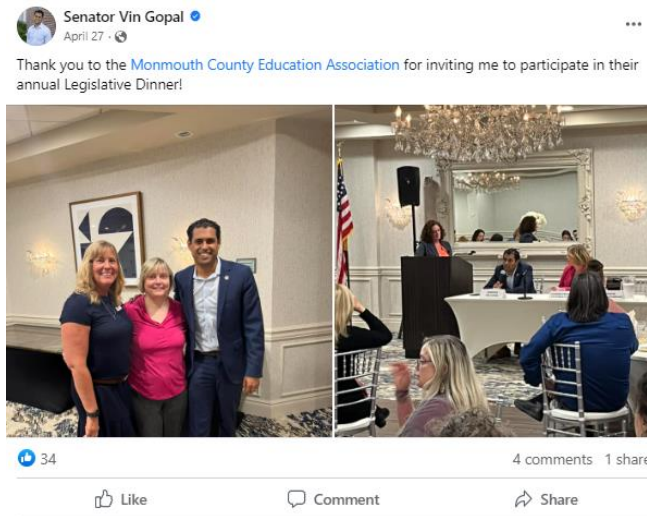 Senator Vin Gopal
April 27 ·
Thank you to the Monmouth County Education Association for inviting me to participate in their
annual Legislative Dinner!
34
4 comments 1 share
Like
Comment
Share